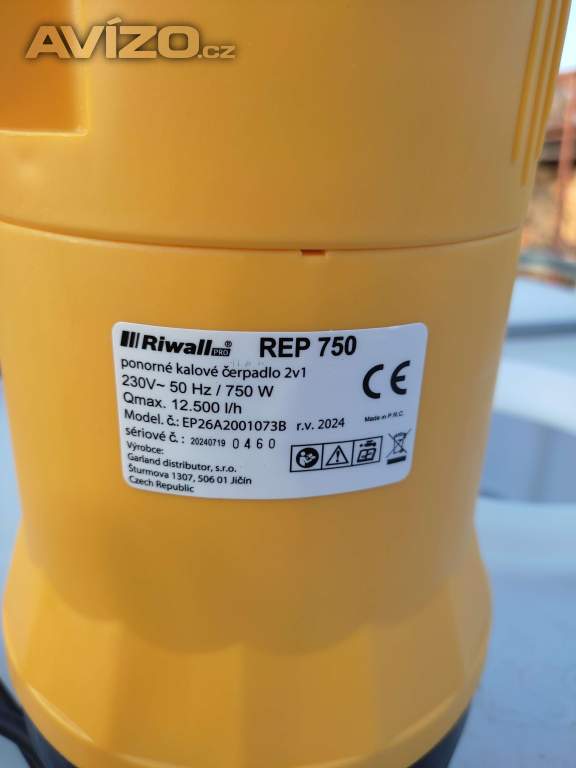 AVÍZO.cz
Riwall PRO® REP 750
ponorné kalové čerpadlo 2v1
230V~ 50 Hz / 750 W
Qmax. 12.500 l/h
Model. č.: EP26A2001073B r.v. 2024
Made in P.R.C.
sériové č.: 20240719 0460
Výrobce:
Garland distributor, s.r.o.
Šturmova 1307, 506 01 Jičín
Czech Republic
CE